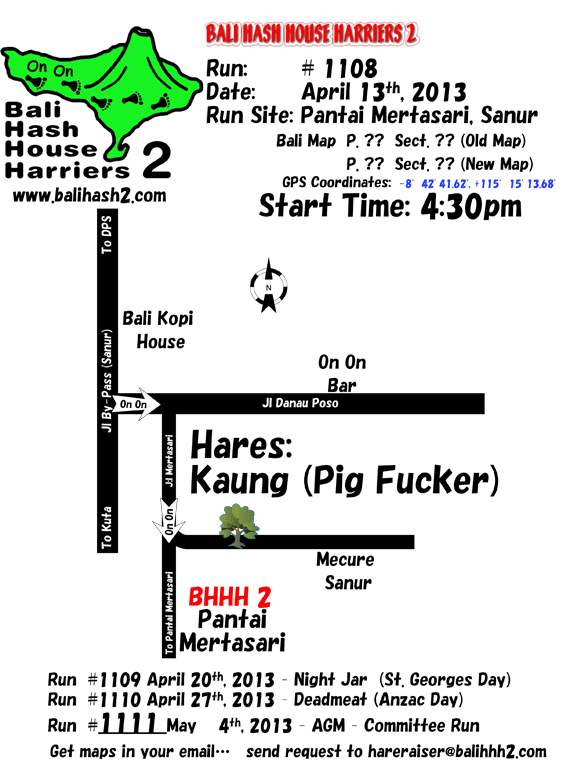 BALI HASH HOUSE HARRIERS 2
On On
Bali
Hash
House
Harriers 2
www.balihash2.com
Run: # 1108
Date: April 13th, 2013
Run Site: Pantai Mertasari, Sanur
Bali Map P. ?? Sect. ?? (Old Map)
P. ?? Sect. ?? (New Map)
GPS Coordinates: -8° 42' 41.62", +115° 15' 13.68"
Start Time: 4:30pm
To DPS
N
Bali Kopi
House
Jl By-Pass (Sanur)
On On
Bar
On On
Jl Danau Poso
Jl Mertasari
Hares:
Kaung (Pig Fucker)
On On
To Kuta
Mecure
Sanur
To Pantai Mertasari
BHHH 2
Pantai
Mertasari
Run #1109 April 20th, 2013 - Night Jar (St. Georges Day)
Run #1110 April 27th, 2013 - Deadmeat (Anzac Day)
Run #1111 May 4th, 2013 - AGM - Committee Run
Get maps in your email... send request to hareraiser@balihhh2.com